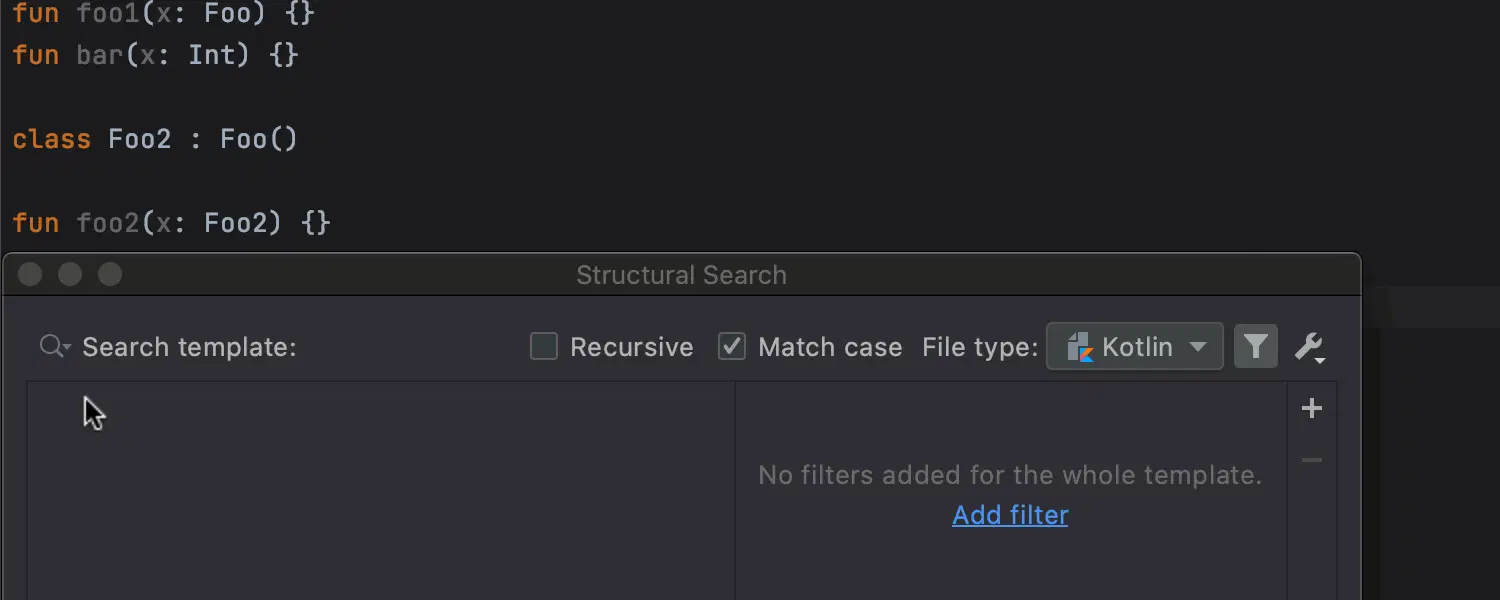 fun foo1(x: Foo) {}
fun bar(x: Int) {}
class Foo2 : Foo()
fun foo2(x: Foo2) {}
Structural Search
Search template: Recursive Match case File type: Kotlin
No filters added for the whole template.
Add filter